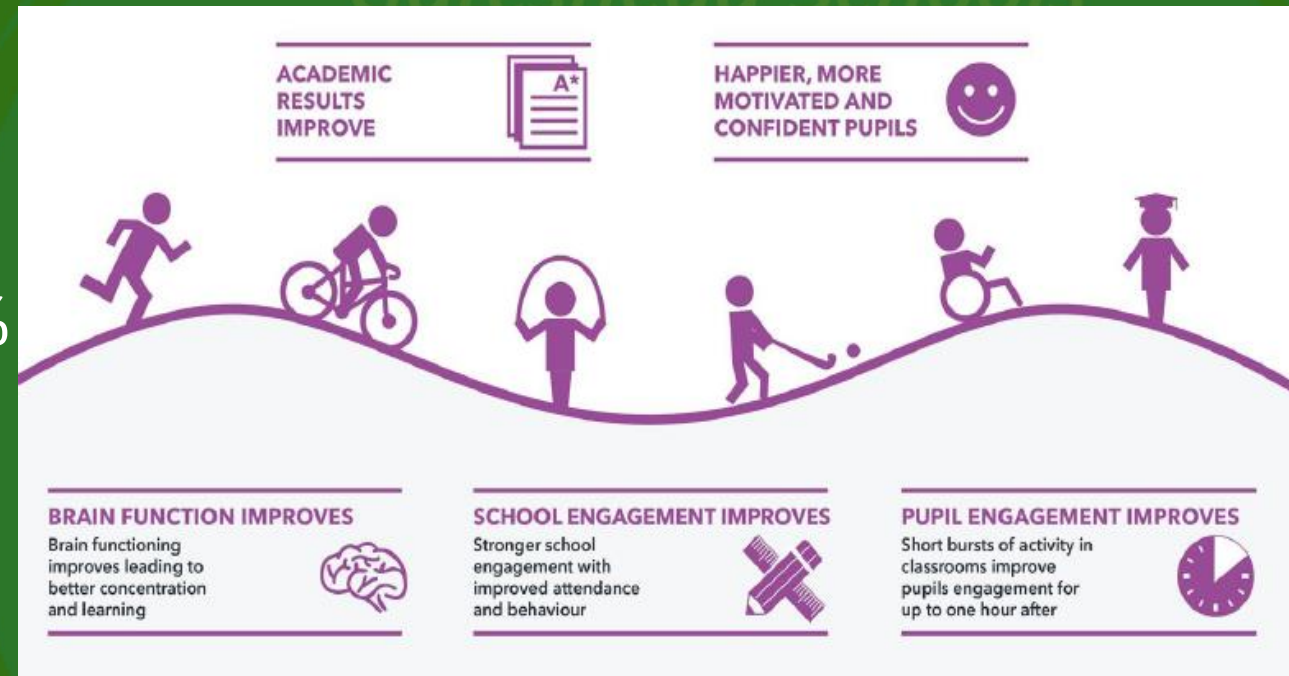 ACADEMIC
RESULTS
IMPROVE
A*
HAPPIER, MORE
MOTIVATED AND
CONFIDENT PUPILS
%
BRAIN FUNCTION IMPROVES
Brain functioning
improves leading to
better concentration
and learning
SCHOOL ENGAGEMENT IMPROVES
Stronger school
engagement with
improved attendance
and behaviour
PUPIL ENGAGEMENT IMPROVES
Short bursts of activity in
classrooms improve
pupils engagement for
up to one hour after